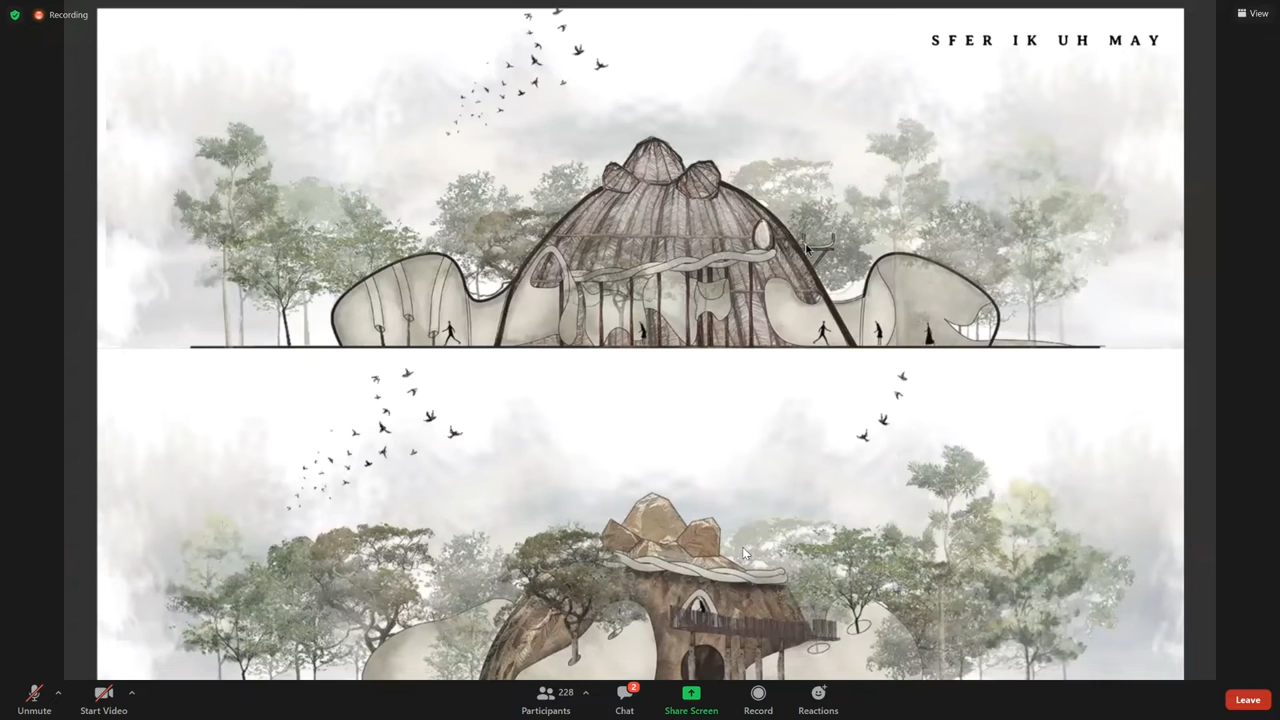 Recording
View
SFER IK UH MAY
Unmute
Start Video
228
Participants
2
Chat
Share Screen
Record
Reactions
Leave